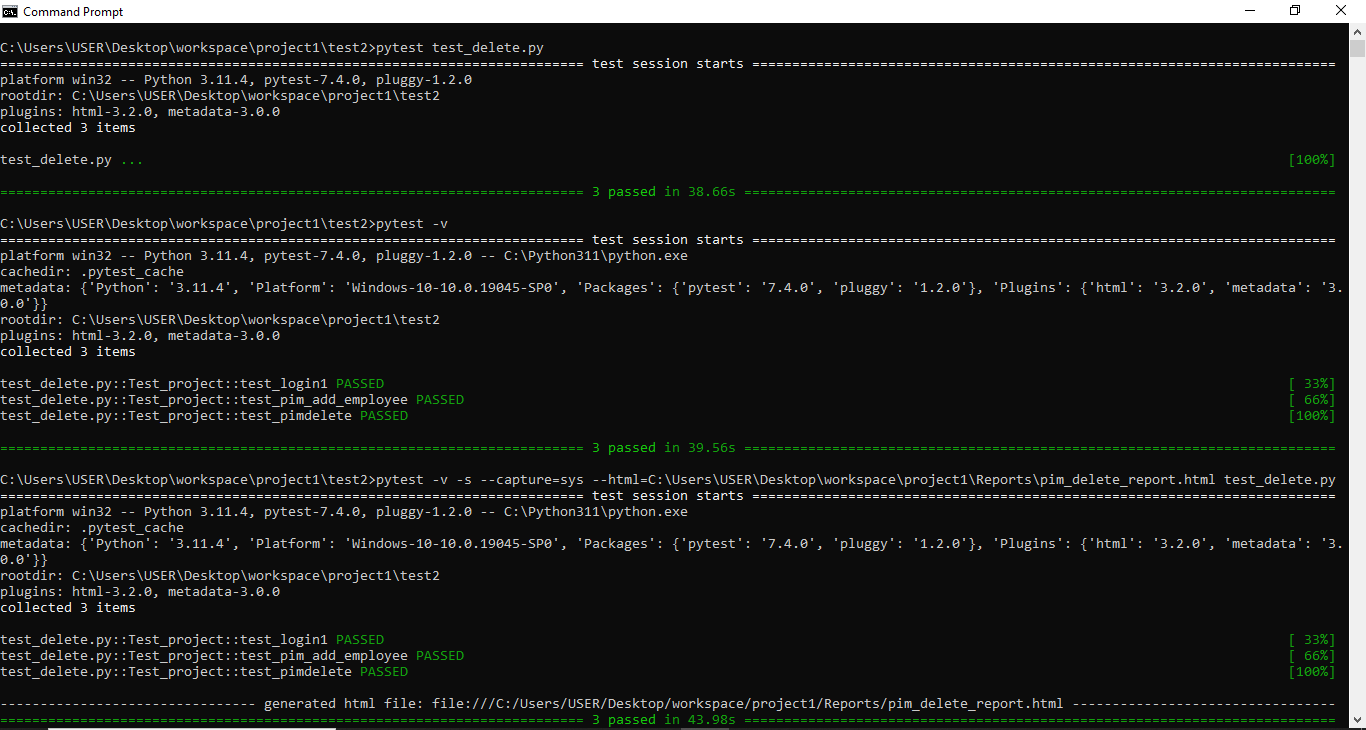 Command Prompt
C:\Users\USER\Desktop\workspace\project1\test2>pytest test_delete.py
========================================================================= test session starts =========================================================================
platform win32 -- Python 3.11.4, pytest-7.4.0, pluggy-1.2.0
rootdir: C:\Users\USER\Desktop\workspace\project1\test2
plugins: html-3.2.0, metadata-3.0.0
collected 3 items
test_delete.py ... [100%]
========================================================================= 3 passed in 38.66s ==========================================================================
C:\Users\USER\Desktop\workspace\project1\test2>pytest -v
========================================================================= test session starts =========================================================================
platform win32 -- Python 3.11.4, pytest-7.4.0, pluggy-1.2.0 -- C:\Python311\python.exe
cachedir: .pytest_cache
metadata: {'Python': '3.11.4', 'Platform': 'Windows-10-10.0.19045-SP0', 'Packages': {'pytest': '7.4.0', 'pluggy': '1.2.0'}, 'Plugins': {'html': '3.2.0', 'metadata': '3.
0.0'}}
rootdir: C:\Users\USER\Desktop\workspace\project1\test2
plugins: html-3.2.0, metadata-3.0.0
collected 3 items
test_delete.py::Test_project::test_login1 PASSED [ 33%]
test_delete.py::Test_project::test_pim_add_employee PASSED [ 66%]
test_delete.py::Test_project::test_pimdelete PASSED [100%]
========================================================================= 3 passed in 39.56s ==========================================================================
C:\Users\USER\Desktop\workspace\project1\test2>pytest -v -s --capture=sys --html=C:\Users\USER\Desktop\workspace\project1\Reports\pim_delete_report.html test_delete.py
========================================================================= test session starts =========================================================================
platform win32 -- Python 3.11.4, pytest-7.4.0, pluggy-1.2.0 -- C:\Python311\python.exe
cachedir: .pytest_cache
metadata: {'Python': '3.11.4', 'Platform': 'Windows-10-10.0.19045-SP0', 'Packages': {'pytest': '7.4.0', 'pluggy': '1.2.0'}, 'Plugins': {'html': '3.2.0', 'metadata': '3.
0.0'}}
rootdir: C:\Users\USER\Desktop\workspace\project1\test2
plugins: html-3.2.0, metadata-3.0.0
collected 3 items
test_delete.py::Test_project::test_login1 PASSED [ 33%]
test_delete.py::Test_project::test_pim_add_employee PASSED [ 66%]
test_delete.py::Test_project::test_pimdelete PASSED [100%]
-------------------------------- generated html file: file:///C:/Users/USER/Desktop/workspace/project1/Reports/pim_delete_report.html ---------------------------------
========================================================================= 3 passed in 43.98s ==========================================================================